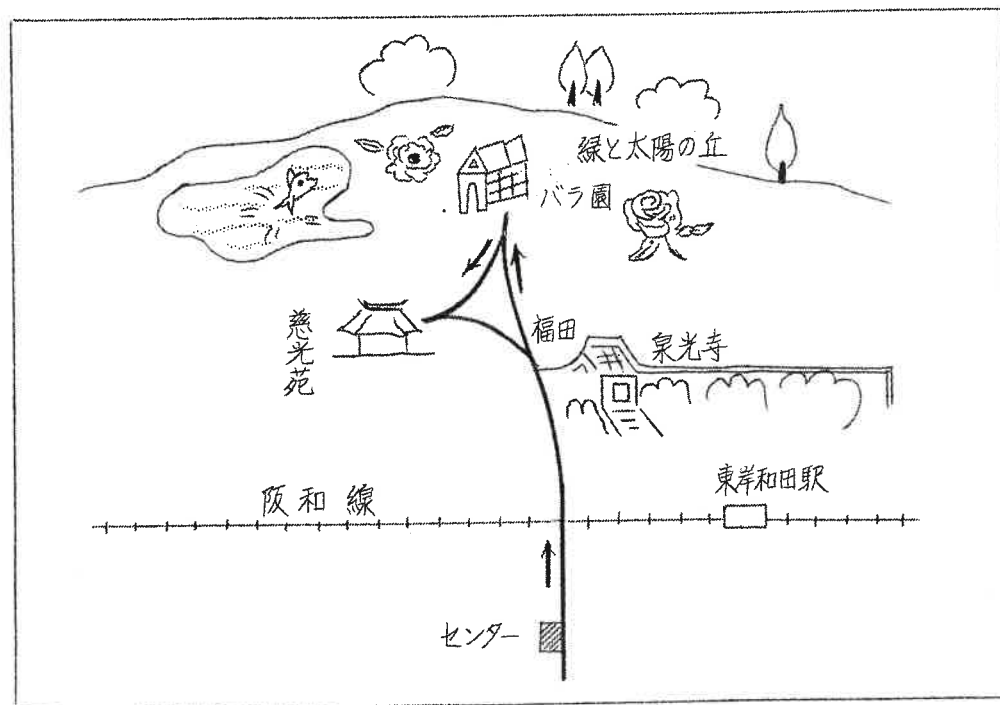 緑と太陽の丘
バラ園
慈光苑
福田
泉光寺
東岸和田駅
阪和線
センター